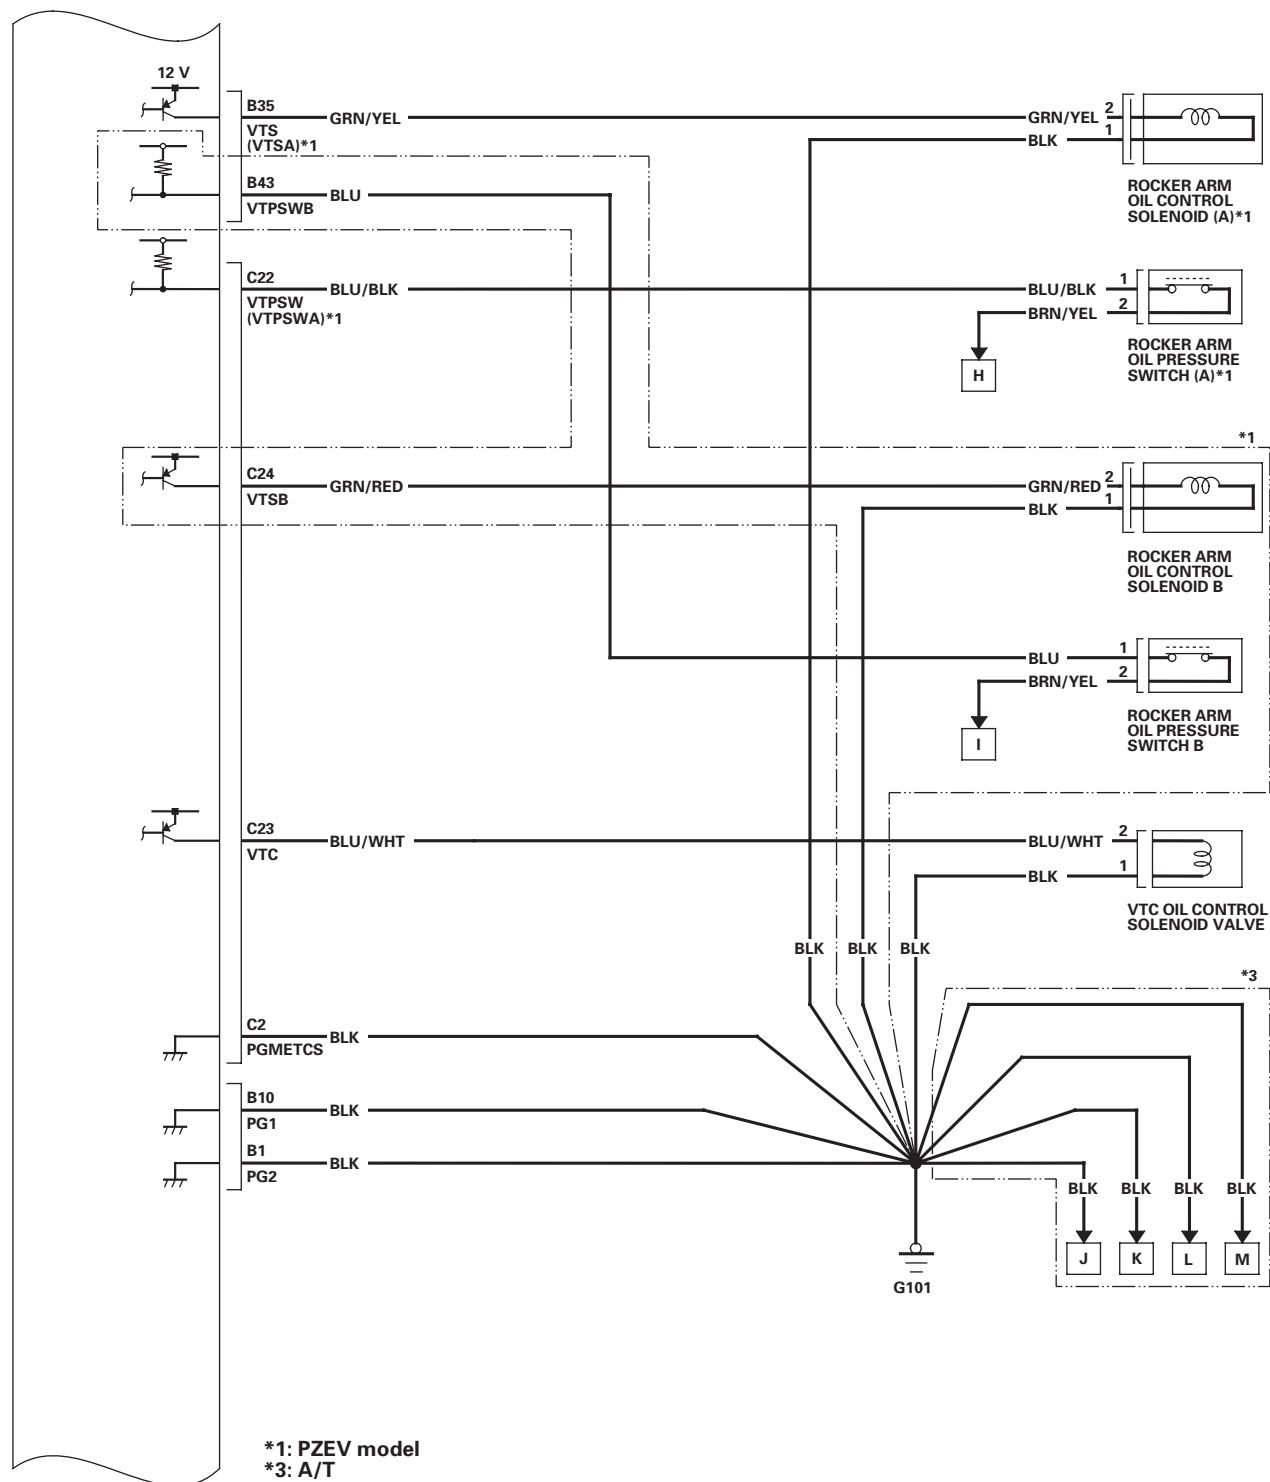 12 V
B35
VTS
(VTSA)*1
GRN/YEL
GRN/YEL
2
1
BLK
ROCKER ARM
OIL CONTROL
SOLENOID (A)*1
B43
VTPSWB
BLU
C22
VTPSW
(VTPSWA)*1
BLU/BLK
BLU/BLK
1
BRN/YEL
2
H
ROCKER ARM
OIL PRESSURE
SWITCH (A)*1
*1
C24
VTSB
GRN/RED
GRN/RED
2
1
BLK
ROCKER ARM
OIL CONTROL
SOLENOID B
BLU
1
BRN/YEL
2
I
ROCKER ARM
OIL PRESSURE
SWITCH B
C23
VTC
BLU/WHT
BLU/WHT
2
BLK
1
VTC OIL CONTROL
SOLENOID VALVE
BLK
BLK
BLK
*3
C2
PGMETCS
BLK
B10
PG1
BLK
B1
PG2
BLK
BLK
BLK
BLK
BLK
J
K
L
M
G101
*1: PZEV model
*3: A/T